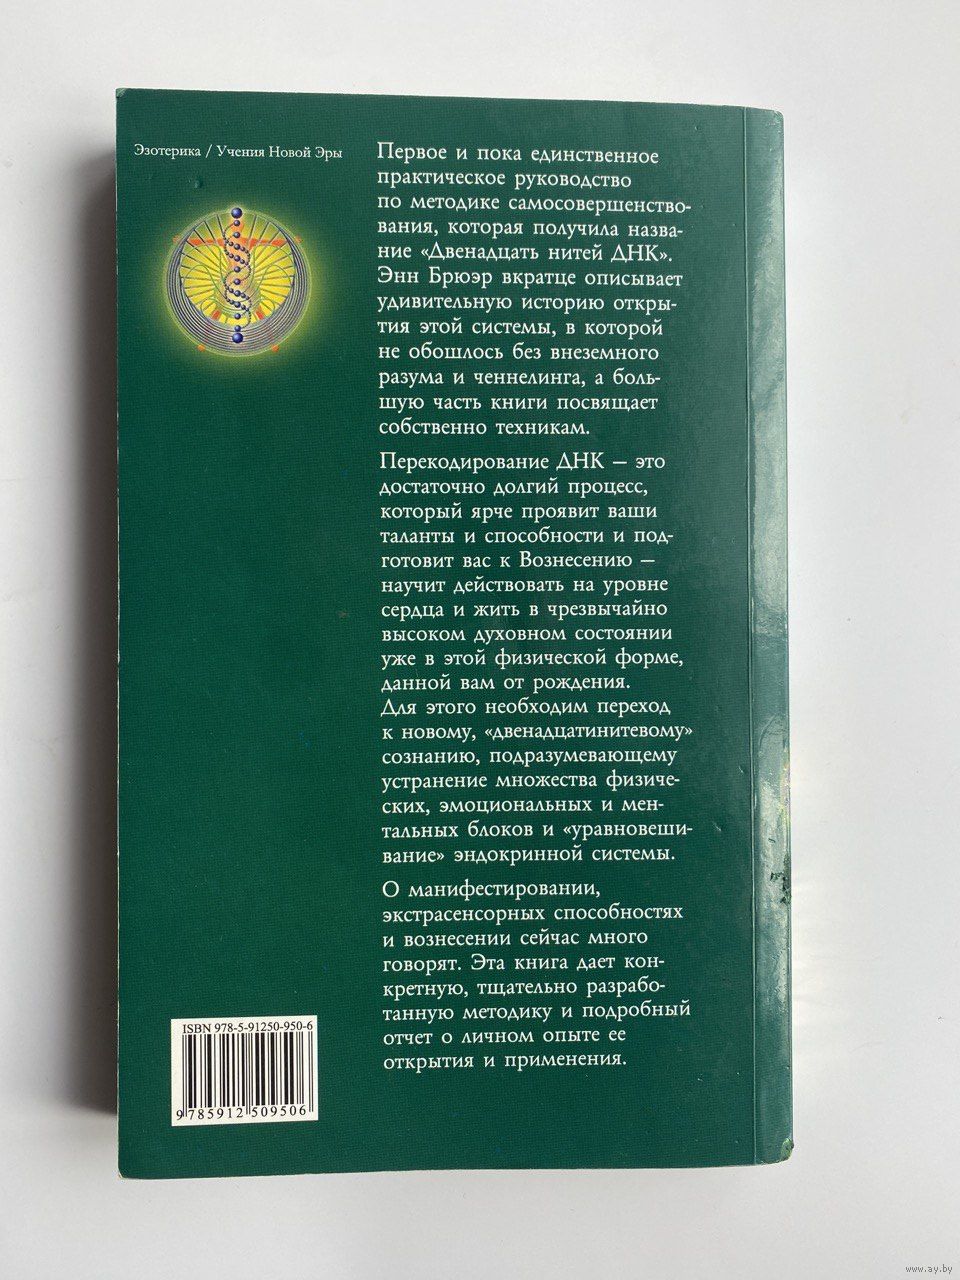 Эзотерика / Учения Новой Эры
Первое и пока единственное
практическое руководство
по методике самосовершенство-
вания, которая получила назва-
ние «Двенадцать нитей ДНК».
Энн Брюэр вкратце описывает
удивительную историю откры-
тия этой системы, в которой
не обошлось без внеземного
разума и ченнелинга, а боль-
шую часть книги посвящает
собственно техникам.
Перекодирование ДНК – это
достаточно долгий процесс,
который ярче проявит ваши
таланты и способности и под-
готовит вас к Вознесению –
научит действовать на уровне
сердца и жить в чрезвычайно
высоком духовном состоянии
уже в этой физической форме,
данной вам от рождения.
Для этого необходим переход
к новому, «двенадцатинитевому»
сознанию, подразумевающему
устранение множества физиче-
ских, эмоциональных и мен-
тальных блоков и «уравновеши-
вание» эндокринной системы.
О манифестировании,
экстрасенсорных способностях
и вознесении сейчас много
говорят. Эта книга дает кон-
кретную, тщательно разрабо-
танную методику и подробный
отчет о личном опыте ее
открытия и применения.
ISBN 978-5-91250-950-6
9 785912 509506
www.ay.by